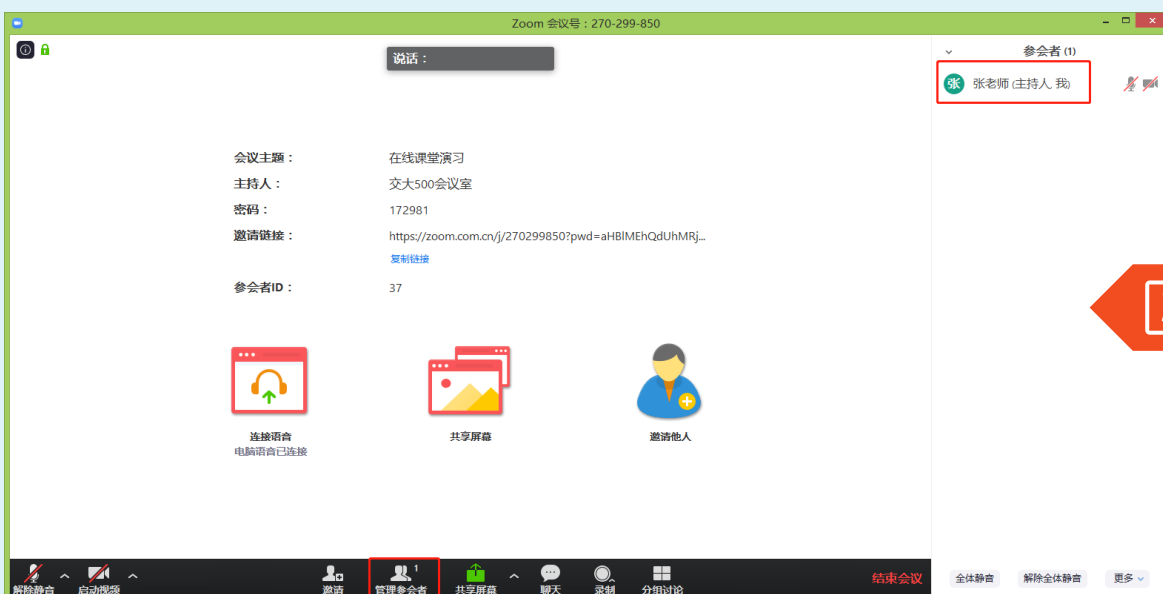 Zoom 会议号：270-299-850
说话：
会议主题：
在线课堂演习
主持人：
交大500会议室
密码：
172981
邀请链接：
https://zoom.com.cn/j/270299850?pwd=aHBlMEhQdUhMRj...
复制链接
参会者ID：
37
连接语音
电脑语音已连接
共享屏幕
邀请他人
参会者 (1)
张 张老师 (主持人, 我)
解除静音
启动视频
邀请
管理参会者
1
共享屏幕
聊天
录制
分组讨论
结束会议
全体静音
解除全体静音
更多